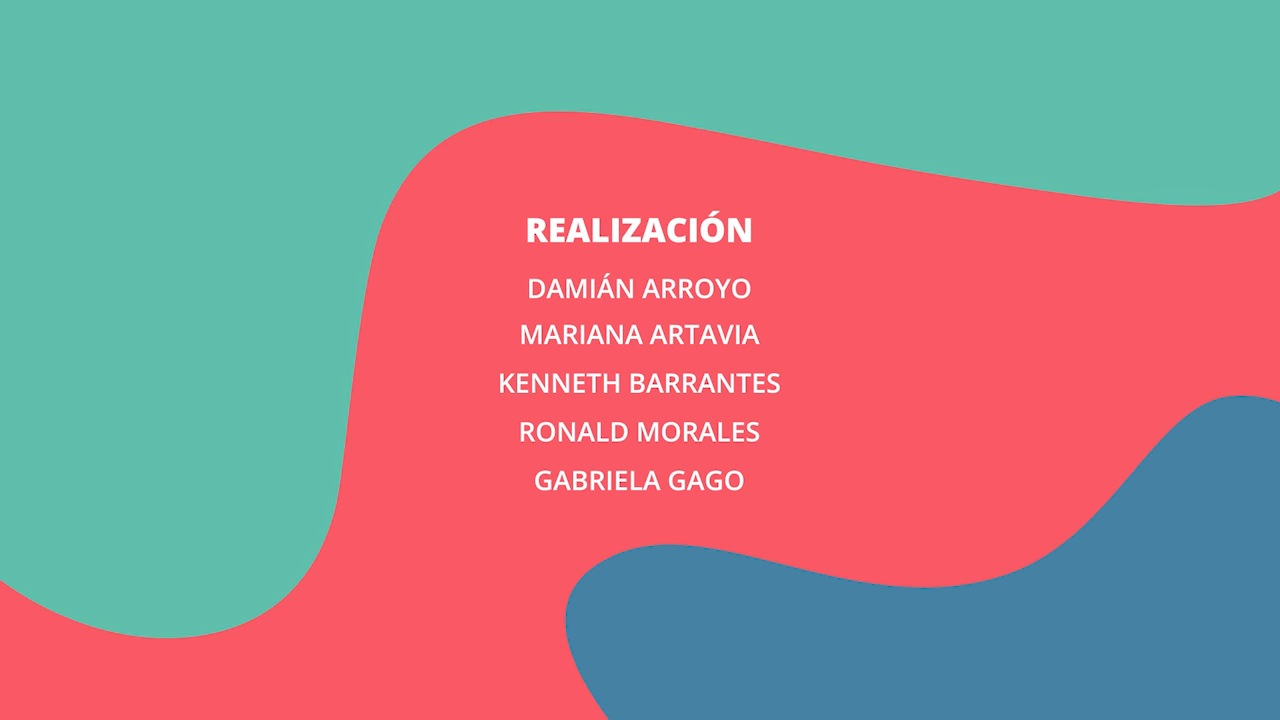 REALIZACIÓN
DAMIÁN ARROYO
MARIANA ARTAVIA
KENNETH BARRANTES
RONALD MORALES
GABRIELA GAGO